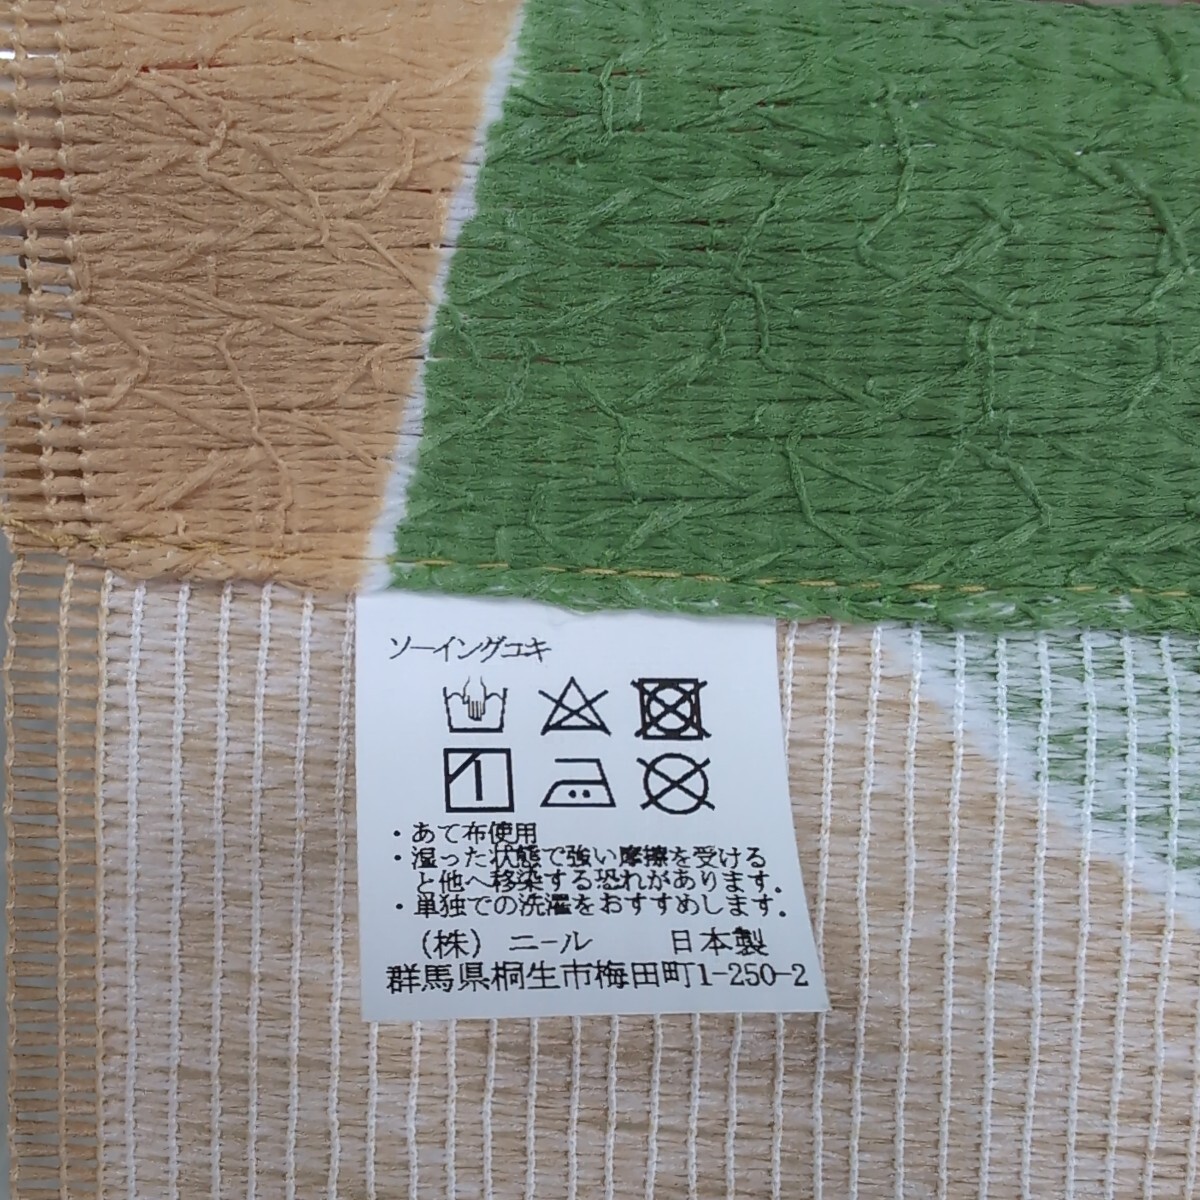 ソーイングユキ
・あて布使用
・湿った状態で強い摩擦を受ける
と他へ移染する恐れがあります。
・単独での洗濯をおすすめします。
(株) ニール 日本製
群馬県桐生市梅田町1-250-2